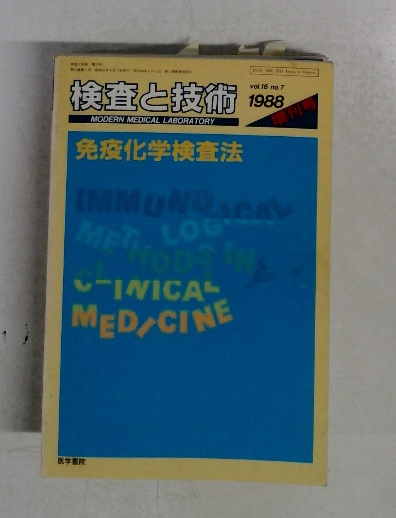 検査と技術
MODERN MEDICAL LABORATORY
vol.16 no.7
1988
増刊号
免疫化学検査法
IMMUNOLOGICAL
METHODS IN
CLINICAL
MEDICINE
医学書院